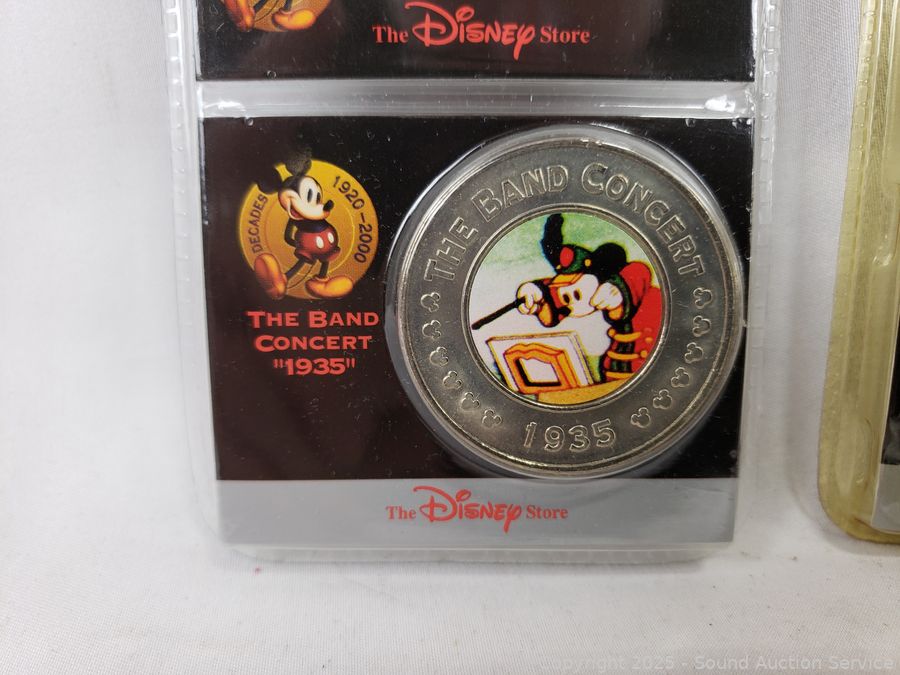 The Disney Store
DECADES
1920-2000
THE BAND
CONCERT
"1935"
THE BAND CONCERT
1935
The Disney Store
Copyright 2025 - Sound Auction Service